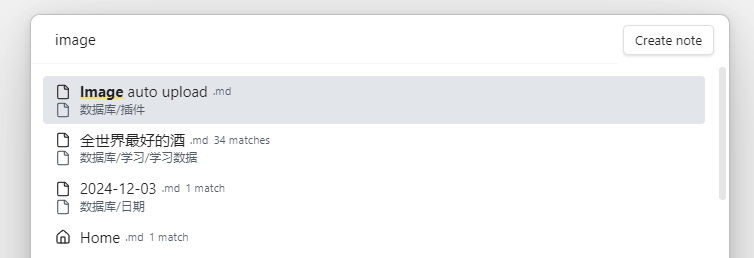 image
Create note
Image auto upload .md
数据库/插件
全世界最好的酒 .md 34 matches
数据库/学习/学习数据
2024-12-03 .md 1 match
数据库/日期
Home .md 1 match